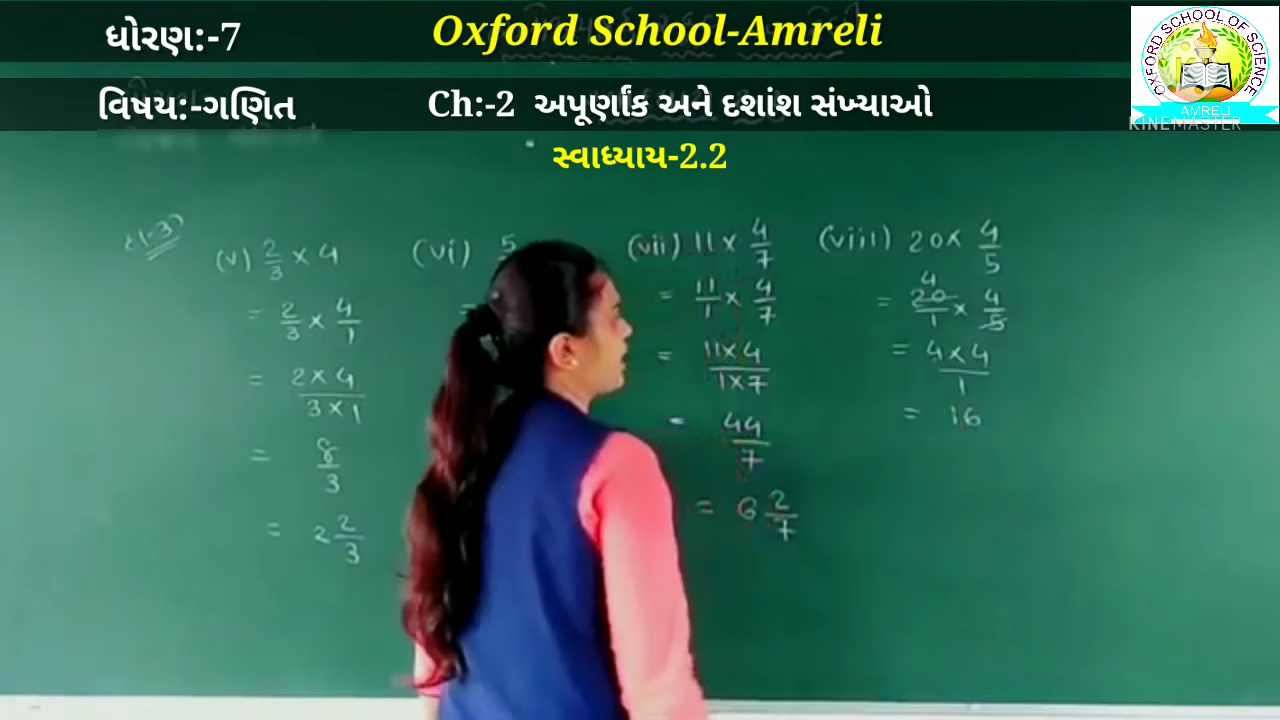 ધોરણ:-7
Oxford School-Amreli
વિષય:-ગણિત
Ch:-2 અપૂર્ણાંક અને દશાંશ સંખ્યાઓ
OXFORD SCHOOL OF SCIENCE
AMRELI
KINEMASTER
સ્વાધ્યાય-2.2
(v) 2/3 × 4
= 2/3 × 4/1
= 2×4/3×1
= 8/3
= 2 2/3
(vi) 5
=
(vii) 11 × 4/7
= 11/1 × 4/7
= 11×4/1×7
= 44/7
= 6 2/7
(viii) 20 × 4/5
4
= 20/1 × 4/5
= 4×4/1
= 16